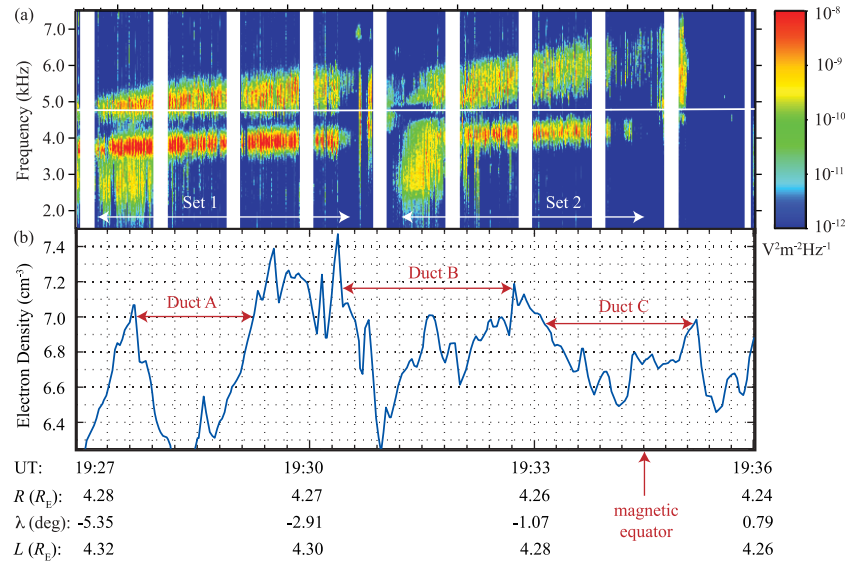 (a)
7.0
6.0
5.0
4.0
3.0
2.0
Frequency (kHz)
Set 1
Set 2
10-8
10-9
10-10
10-11
10-12
V2m-2Hz-1
(b)
7.4
7.2
7.0
6.8
6.6
6.4
Electron Density (cm-3)
Duct A
Duct B
Duct C
UT: 19:27 19:30 19:33 19:36
R (RE): 4.28 4.27 4.26 4.24
λ (deg): -5.35 -2.91 -1.07 0.79
L (RE): 4.32 4.30 4.28 4.26
magnetic
equator